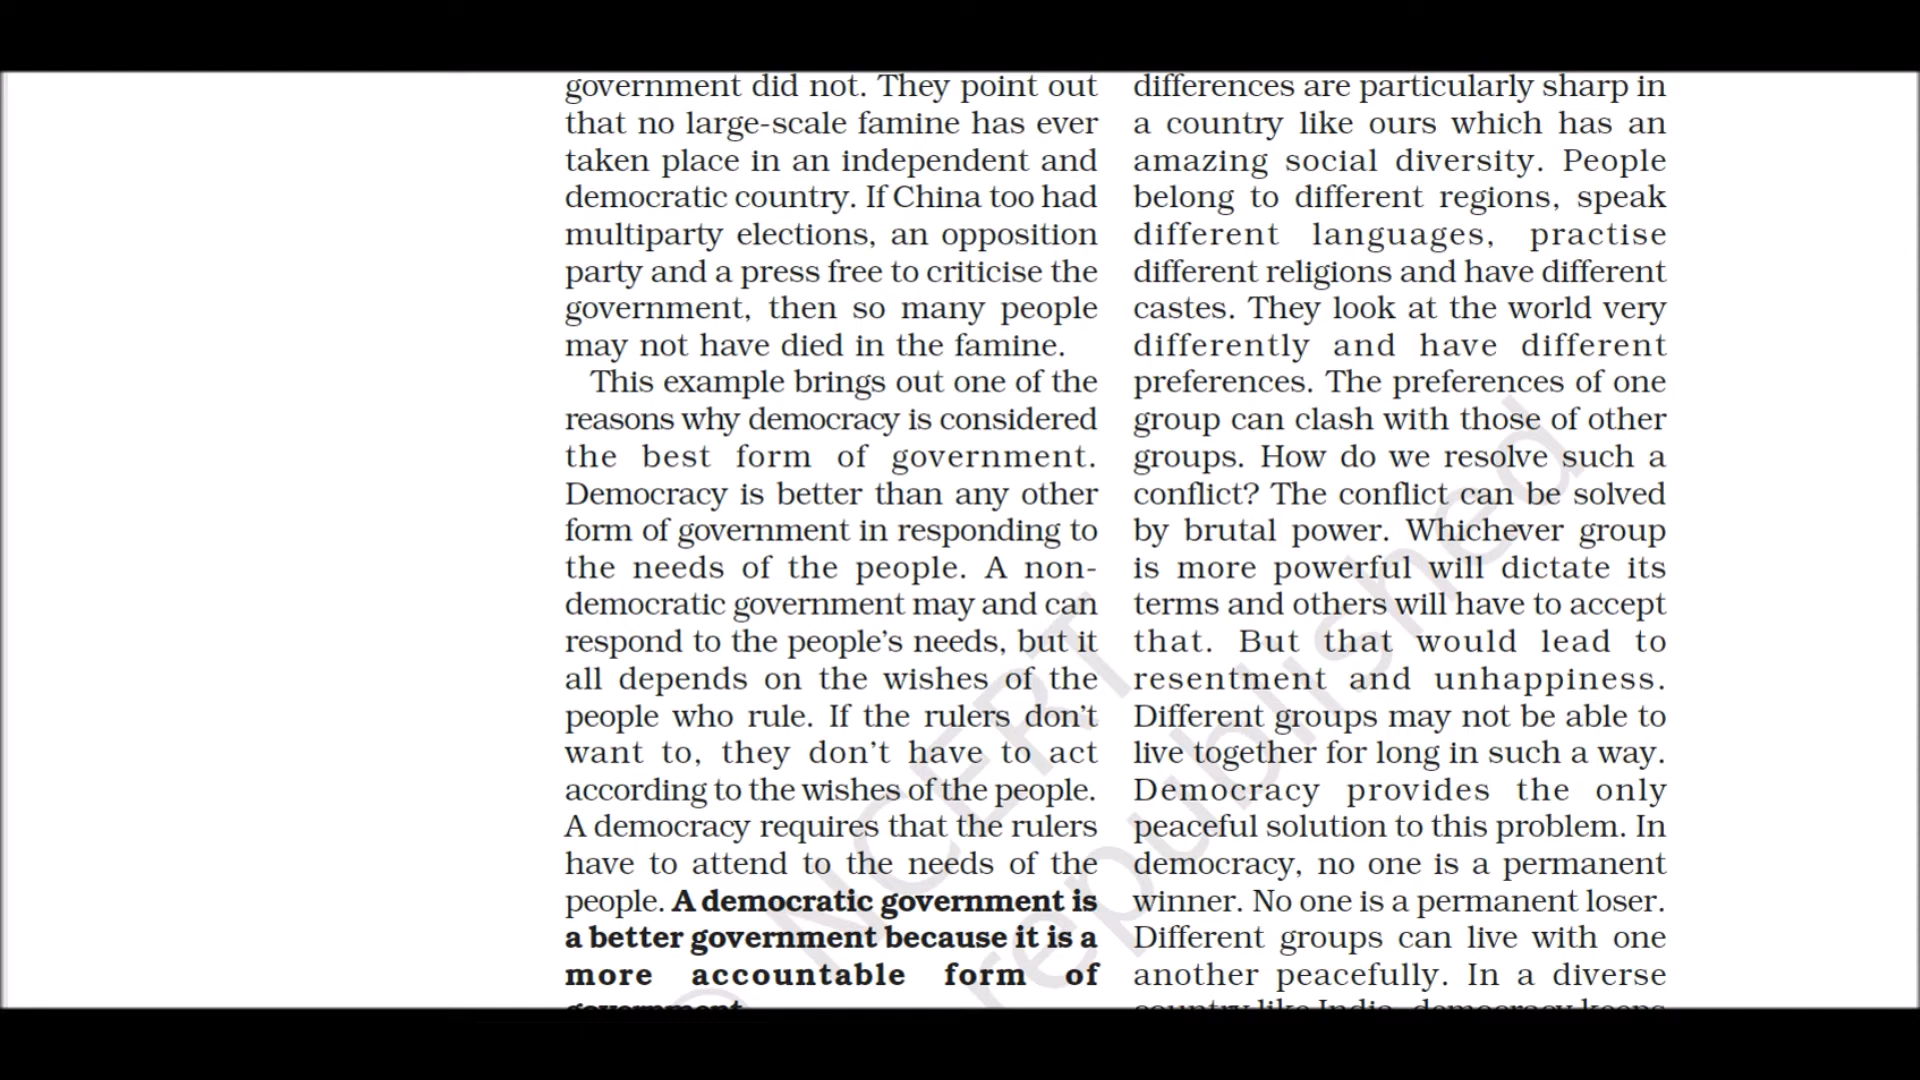 government did not. They point out
that no large-scale famine has ever
taken place in an independent and
democratic country. If China too had
multiparty elections, an opposition
party and a press free to criticise the
government, then so many people
may not have died in the famine.
This example brings out one of the
reasons why democracy is considered
the best form of government.
Democracy is better than any other
form of government in responding to
the needs of the people. A non-
democratic government may and can
respond to the people's needs, but it
all depends on the wishes of the
people who rule. If the rulers don't
want to, they don't have to act
according to the wishes of the people.
A democracy requires that the rulers
have to attend to the needs of the
people. A democratic government is
a better government because it is a
more accountable form of
government
differences are particularly sharp in
a country like ours which has an
amazing social diversity. People
belong to different regions, speak
different languages, practise
different religions and have different
castes. They look at the world very
differently and have different
preferences. The preferences of one
group can clash with those of other
groups. How do we resolve such a
conflict? The conflict can be solved
by brutal power. Whichever group
is more powerful will dictate its
terms and others will have to accept
that. But that would lead to
resentment and unhappiness.
Different groups may not be able to
live together for long in such a way.
Democracy provides the only
peaceful solution to this problem. In
democracy, no one is a permanent
winner. No one is a permanent loser.
Different groups can live with one
another peacefully. In a diverse
country like India, democracy keeps
© NCERT
republished